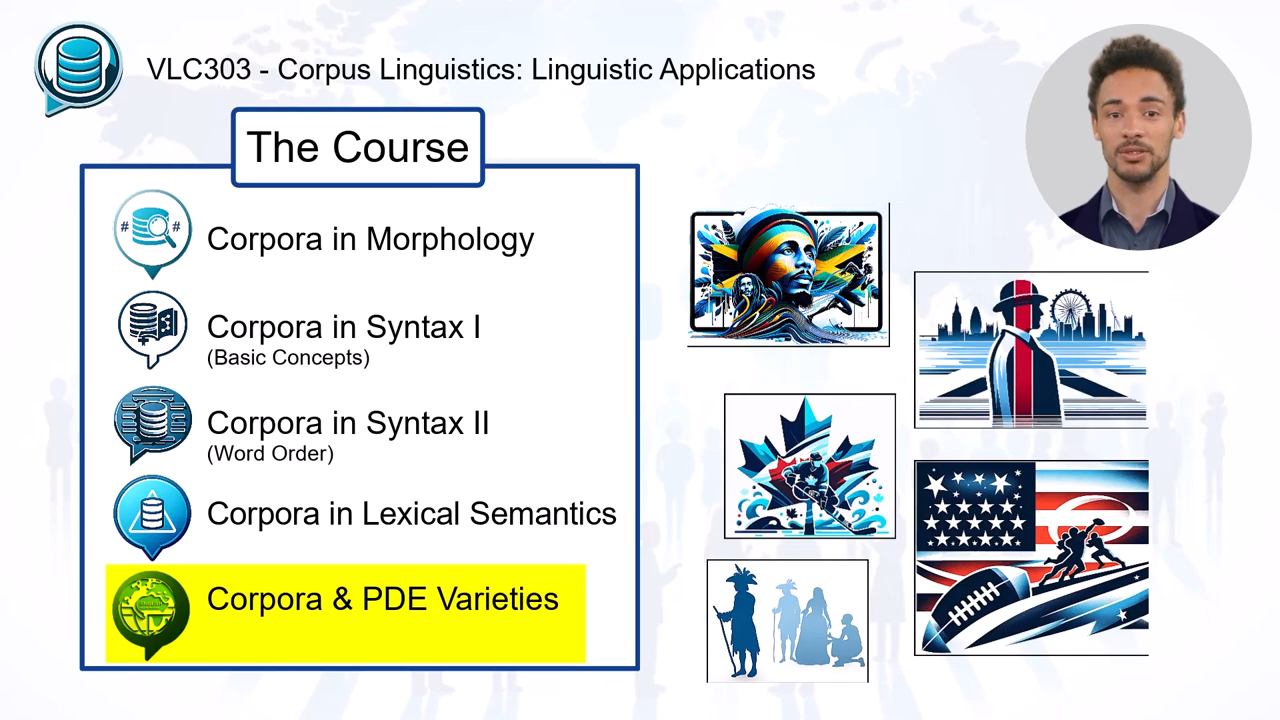 VLC303 - Corpus Linguistics: Linguistic Applications
The Course
# #
Corpora in Morphology
Corpora in Syntax I
(Basic Concepts)
Corpora in Syntax II
(Word Order)
Corpora in Lexical Semantics
Corpora & PDE Varieties